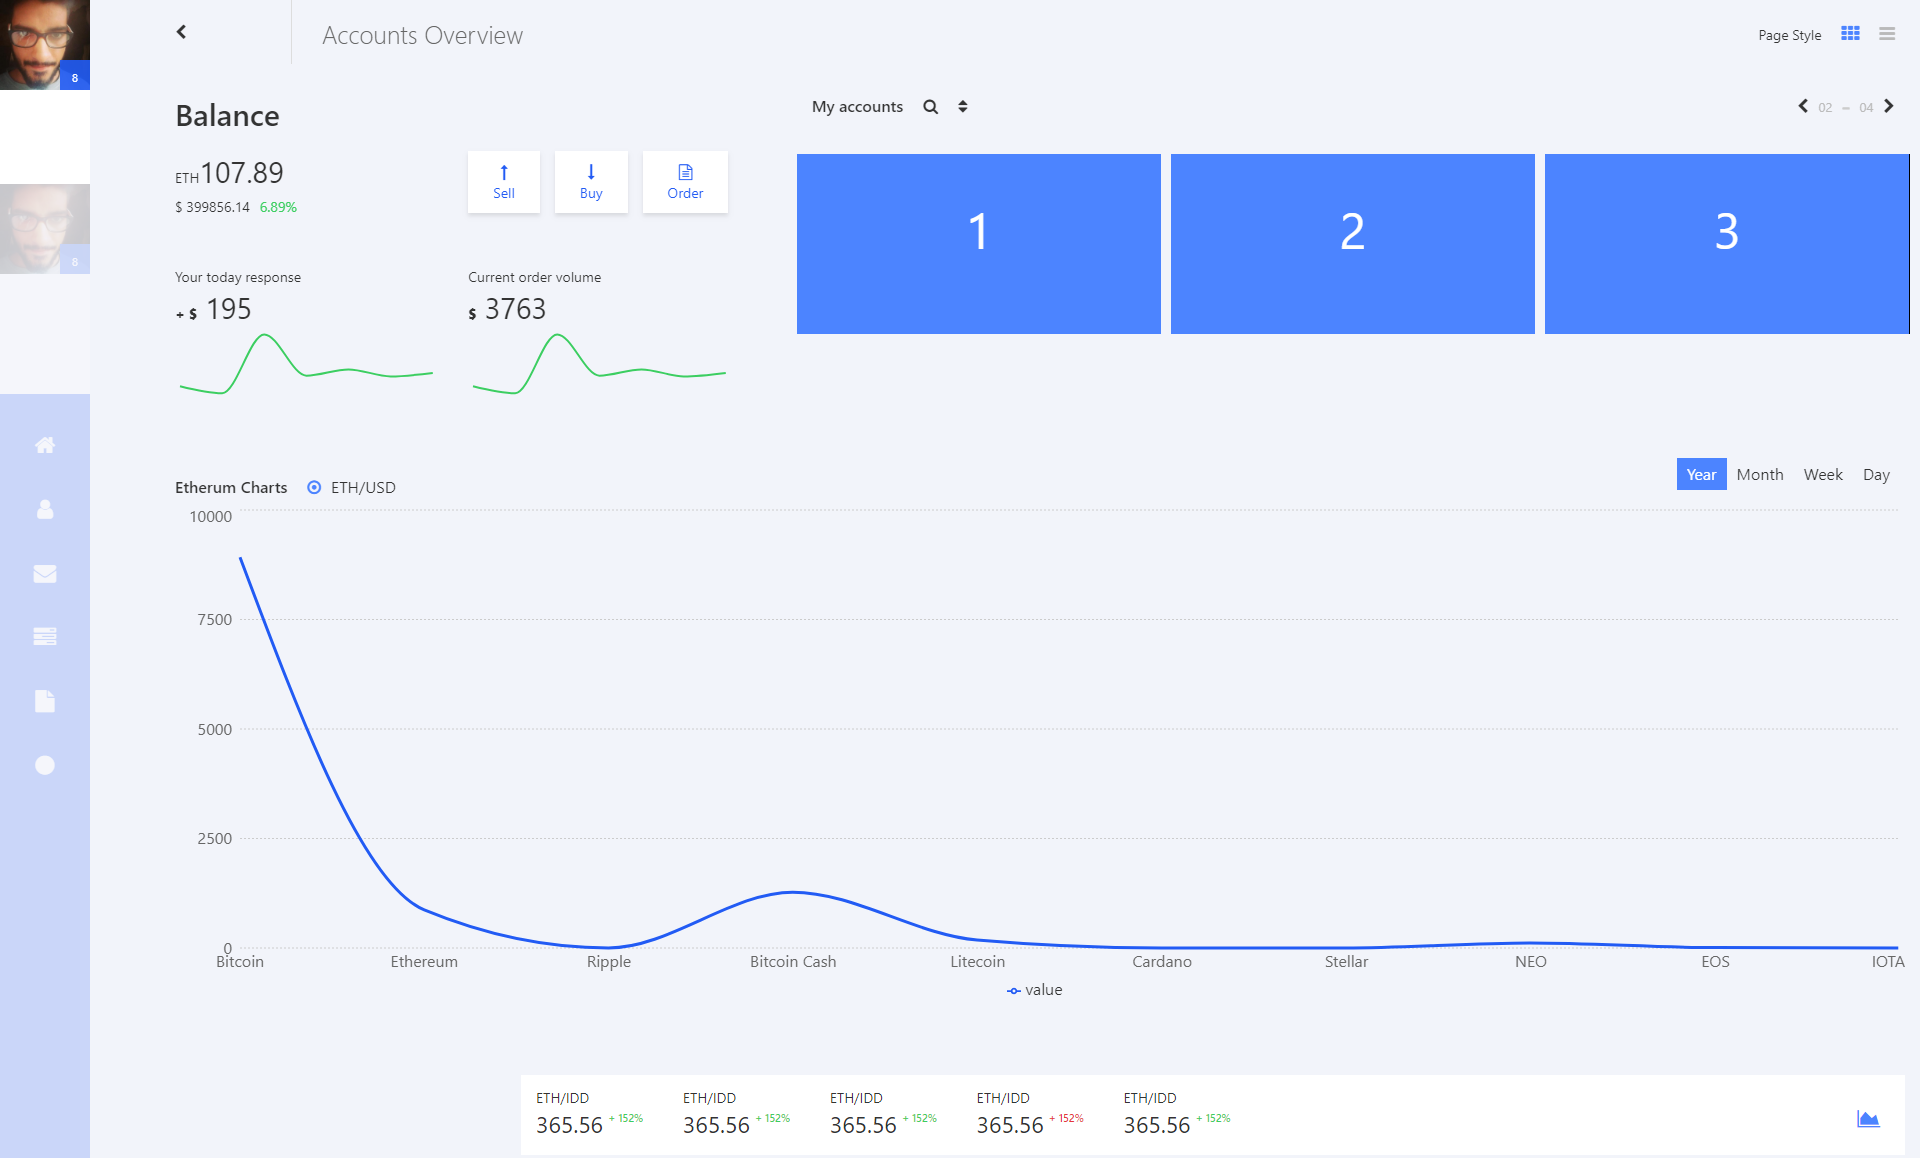 8
8
Accounts Overview
Page Style
Balance
ETH107.89
$ 399856.14 6.89%
Sell
Buy
Order
Your today response
+ $ 195
Current order volume
$ 3763
My accounts
02 – 04
1
2
3
Etherum Charts ETH/USD
Year Month Week Day
10000
7500
5000
2500
0
Bitcoin Ethereum Ripple Bitcoin Cash Litecoin Cardano Stellar NEO EOS IOTA
value
ETH/IDD ETH/IDD ETH/IDD ETH/IDD ETH/IDD
365.56 + 152% 365.56 + 152% 365.56 + 152% 365.56 + 152% 365.56 + 152%